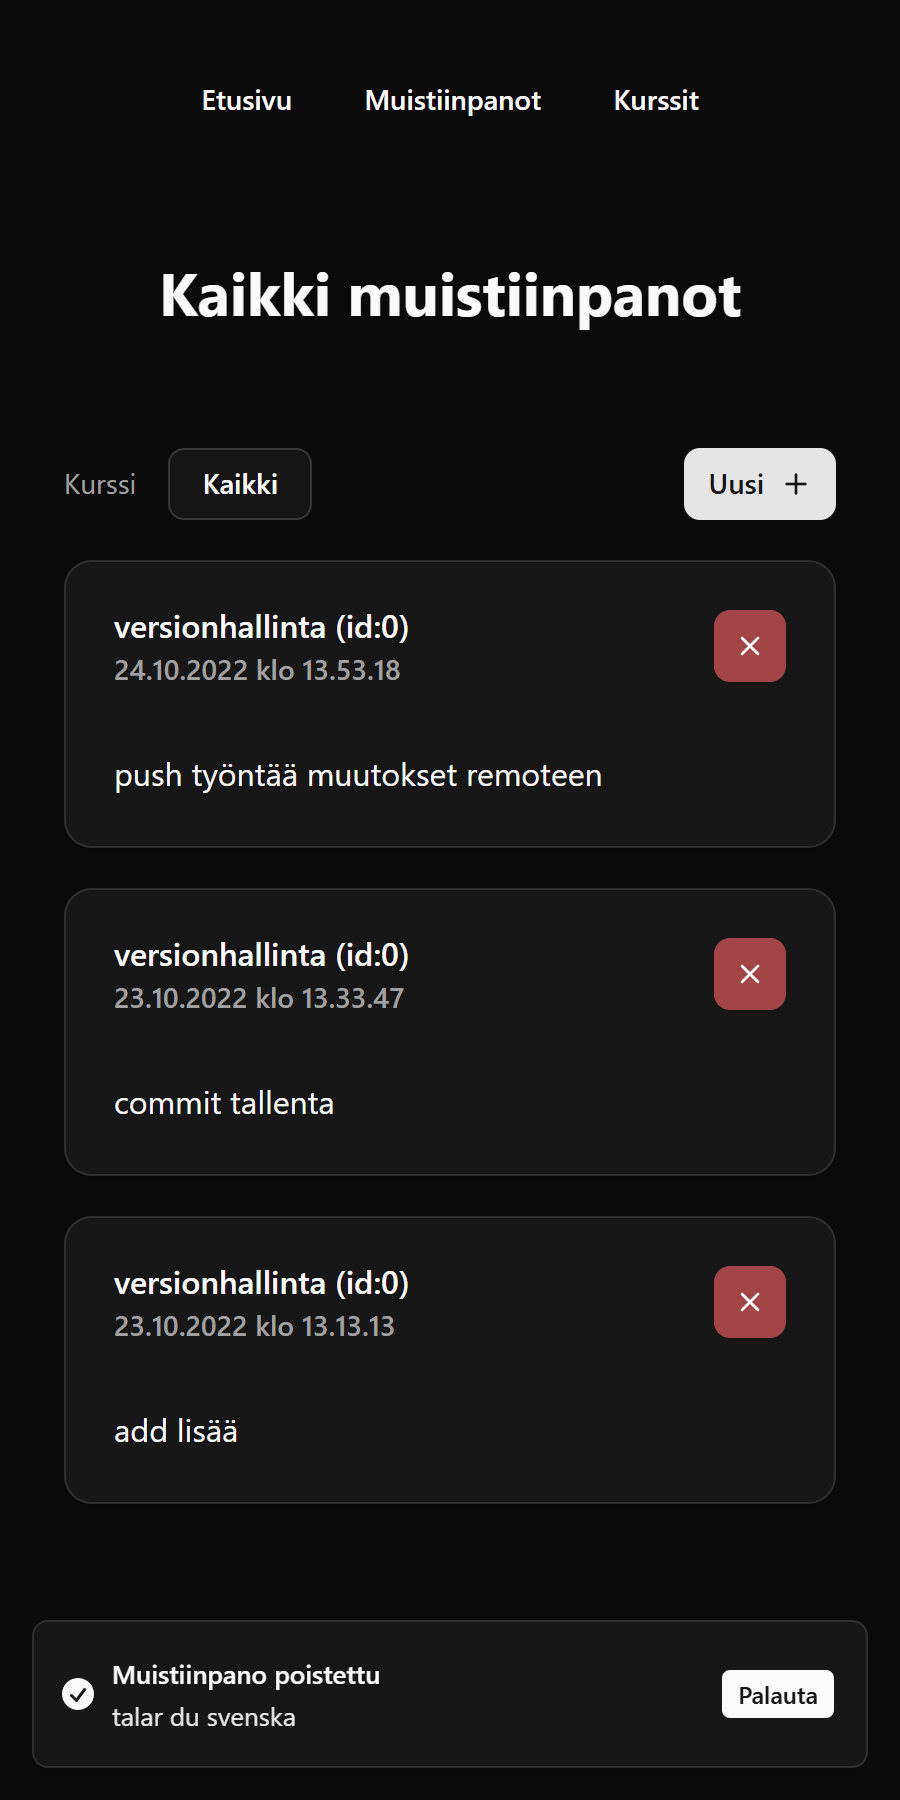 Etusivu Muistiinpanot Kurssit
Kaikki muistiinpanot
Kurssi Kaikki Uusi
versionhallinta (id:0)
24.10.2022 klo 13.53.18
push työntää muutokset remoteen
versionhallinta (id:0)
23.10.2022 klo 13.33.47
commit tallenta
versionhallinta (id:0)
23.10.2022 klo 13.13.13
add lisää
Muistiinpano poistettu
talar du svenska
Palauta